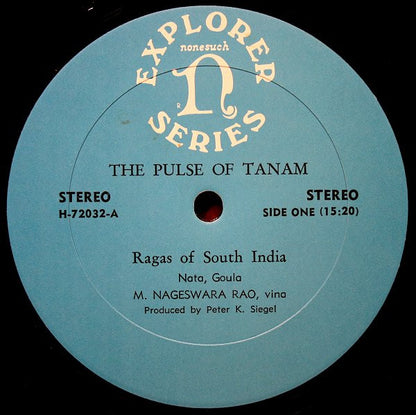 EXPLORER
nonesuch
n
R
SERIES
THE PULSE OF TANAM
STEREO
H-72032-A
STEREO
SIDE ONE (15:20)
Ragas of South India
Nata, Goula
M. NAGESWARA RAO, vina
Produced by Peter K. Siegel